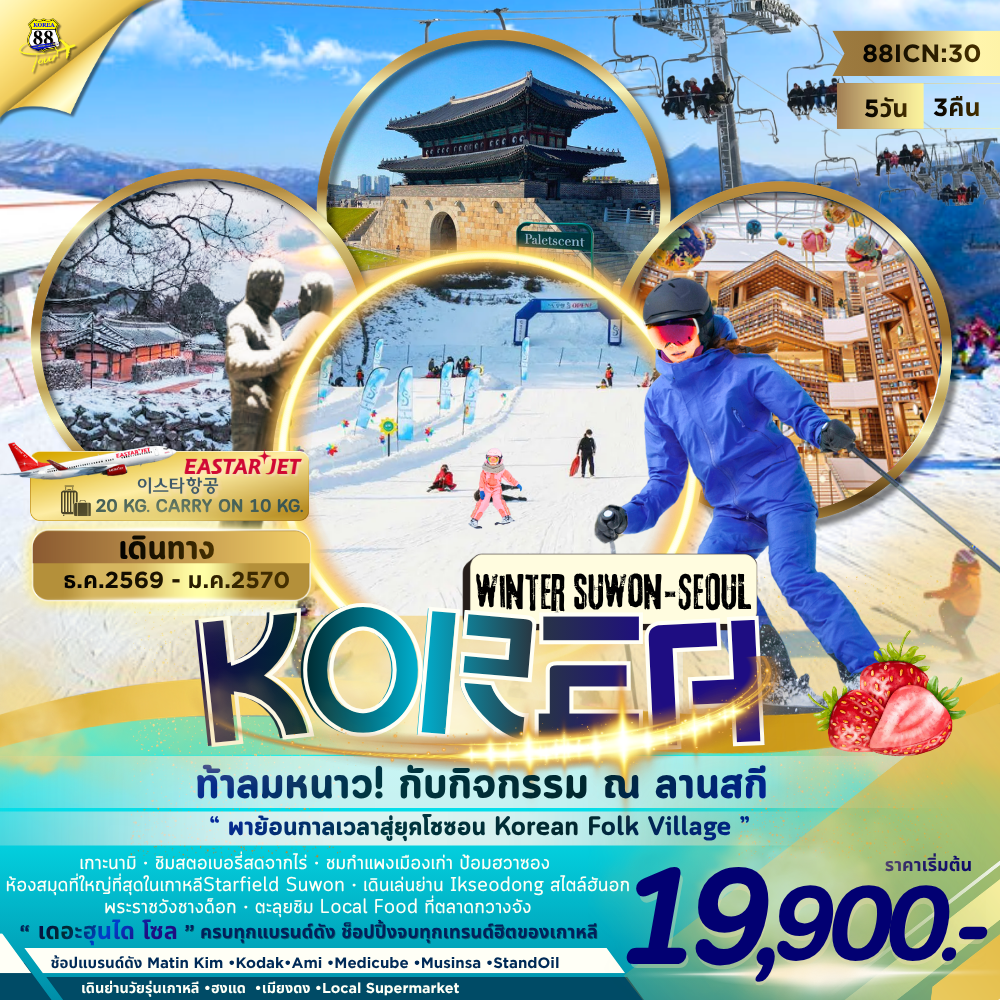 KOREA
88
Tour+
88ICN:30
5วัน 3คืน
Paletscent
OPEN
EASTAR JET
EASTAR JET
이스타항공
20 KG. CARRY ON 10 KG.
เดินทาง
ธ.ค.2569 - ม.ค.2570
WINTER SUWON-SEOUL
KOREA
ท้าลมหนาว! กับกิจกรรม ณ ลานสกี
“ พาย้อนกาลเวลาสู่ยุคโชซอน Korean Folk Village ”
เกาะนามิ • ชิมสตอเบอรี่สดจากไร่ • ชมกำแพงเมืองเก่า ป้อมฮวาซอง
ห้องสมุดที่ใหญ่ที่สุดในเกาหลีStarfield Suwon • เดินเล่นย่าน Ikseodong สไตล์ฮันอก
พระราชวังชางด็อก • ตะลุยชิม Local Food ที่ตลาดกวางจัง
“ เดอะฮุนได โซล ” ครบทุกแบรนด์ดัง ช็อปปิ้งจบทุกเทรนด์ฮิตของเกาหลี
ราคาเริ่มต้น
19,900.-
ช้อปแบรนด์ดัง Matin Kim •Kodak•Ami •Medicube •Musinsa •StandOil
เดินย่านวัยรุ่นเกาหลี •ฮงแด •เมียงดง •Local Supermarket